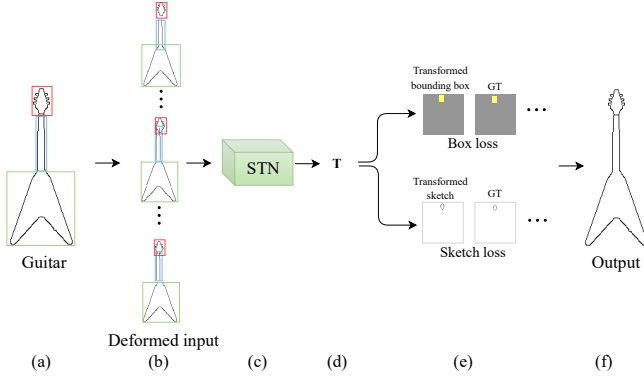 Transformed
bounding box
GT
Box loss
STN
T
Transformed
sketch
GT
Sketch loss
Guitar
Output
Deformed input
(a)
(b)
(c)
(d)
(e)
(f)